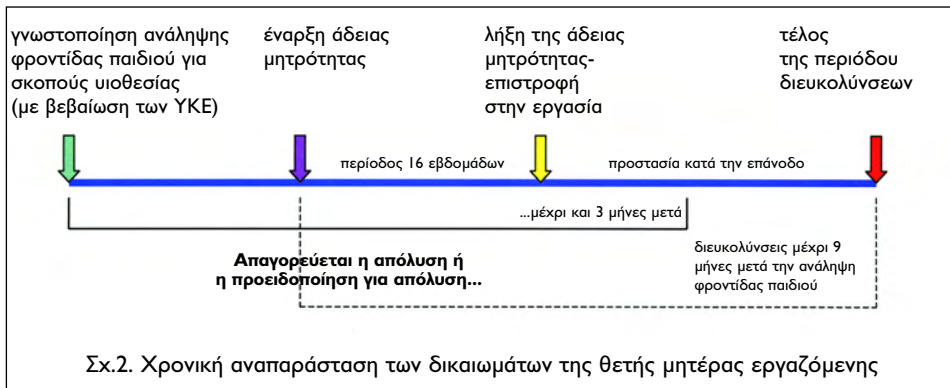 γνωστοποίηση ανάληψης
φροντίδας παιδιού για
σκοπούς υιοθεσίας
(με βεβαίωση των ΥΚΕ)
έναρξη άδειας
μητρότητας
λήξη της άδειας
μητρότητας-
επιστροφή
στην εργασία
τέλος
της περιόδου
διευκολύνσεων
περίοδος 16 εβδομάδων
προστασία κατά την επάνοδο
...μέχρι και 3 μήνες μετά
Απαγορεύεται η απόλυση ή
η προειδοποίηση για απόλυση...
διευκολύνσεις μέχρι 9
μήνες μετά την ανάληψη
φροντίδας παιδιού
Σχ.2. Χρονική αναπαράσταση των δικαιωμάτων της θετής μητέρας εργαζόμενης